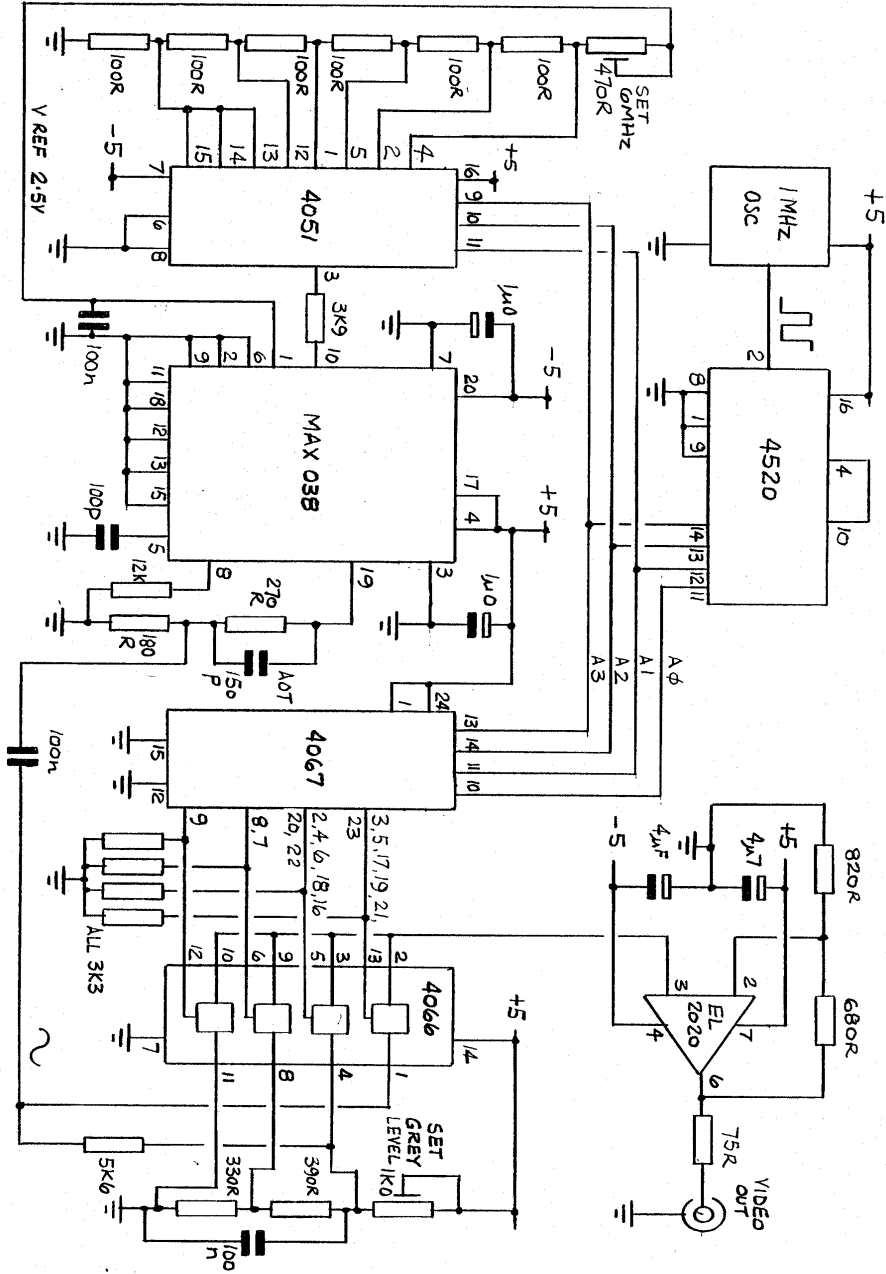 SET
6MHz
470R
100R
100R
100R
100R
100R
100R
V REF 2.5V
-5
+5
7
15
14
13
12
1
5
2
4
16
9
10
11
6
8
3
4051
3K9
1MHz
OSC
+5
2
16
4
10
8
1
9
14
13
12
11
4520
1µ0
-5
100n
9
2
6
1
10
7
20
17
4
3
19
8
5
11
18
12
13
15
MAX 038
+5
1µ0
100p
12K
180
R
270
R
150
P
AOT
A3
A2
A1
AΦ
100n
24
1
13
14
11
10
15
12
4067
9
8,7
20, 22
2,4,6,18,16
23
3,5,17,19,21,
ALL 3K3
12
10
6
9
5
3
13
2
4066
7
14
11
8
4
1
+5
5K6
330R
390R
SET
GREY
LEVEL 1K0
100
n
-5
4µF
4µ7
+5
820R
680R
3
2
EL
2020
4
7
6
75R
VIDEO
OUT